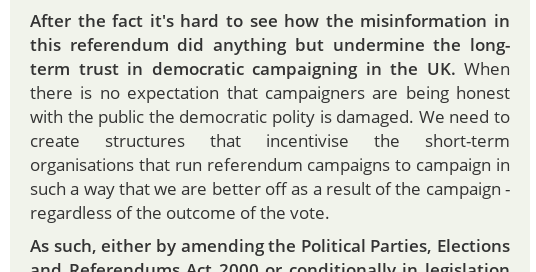 After the fact it's hard to see how the misinformation in
this referendum did anything but undermine the long-
term trust in democratic campaigning in the UK. When
there is no expectation that campaigners are being honest
with the public the democratic polity is damaged. We need to
create structures that incentivise the short-term
organisations that run referendum campaigns to campaign in
such a way that we are better off as a result of the campaign -
regardless of the outcome of the vote.
As such, either by amending the Political Parties, Elections
and Referendums Act 2000 or conditionally in legislation